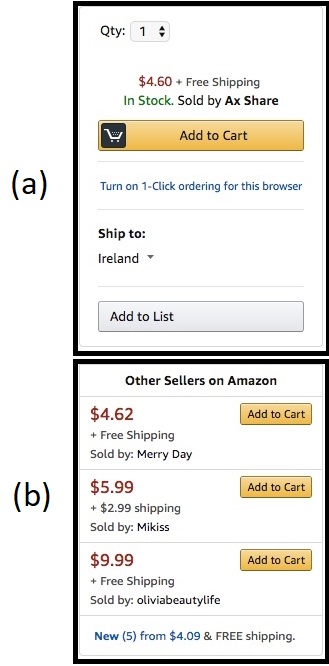 (a)
Qty: 1
$4.60 + Free Shipping
In Stock. Sold by Ax Share
Add to Cart
Turn on 1-Click ordering for this browser
Ship to:
Ireland
Add to List
(b)
Other Sellers on Amazon
$4.62 Add to Cart
+ Free Shipping
Sold by: Merry Day
$5.99 Add to Cart
+ $2.99 shipping
Sold by: Mikiss
$9.99 Add to Cart
+ Free Shipping
Sold by: oliviabeautylife
New (5) from $4.09 & FREE shipping.